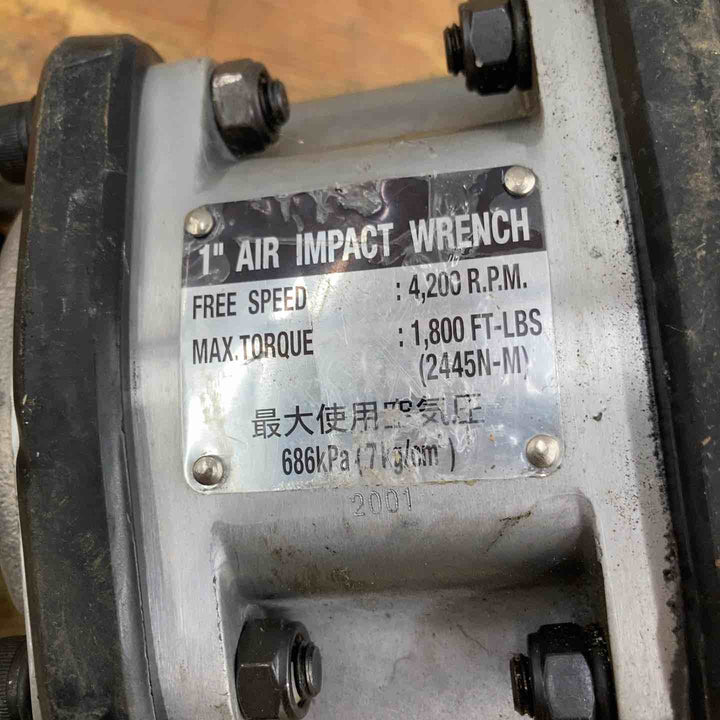 1" AIR IMPACT WRENCH
FREE SPEED : 4,200 R.P.M.
MAX.TORQUE : 1,800 FT-LBS
(2445N-M)
最大使用空気圧
686kPa(7kg/cm )
2001